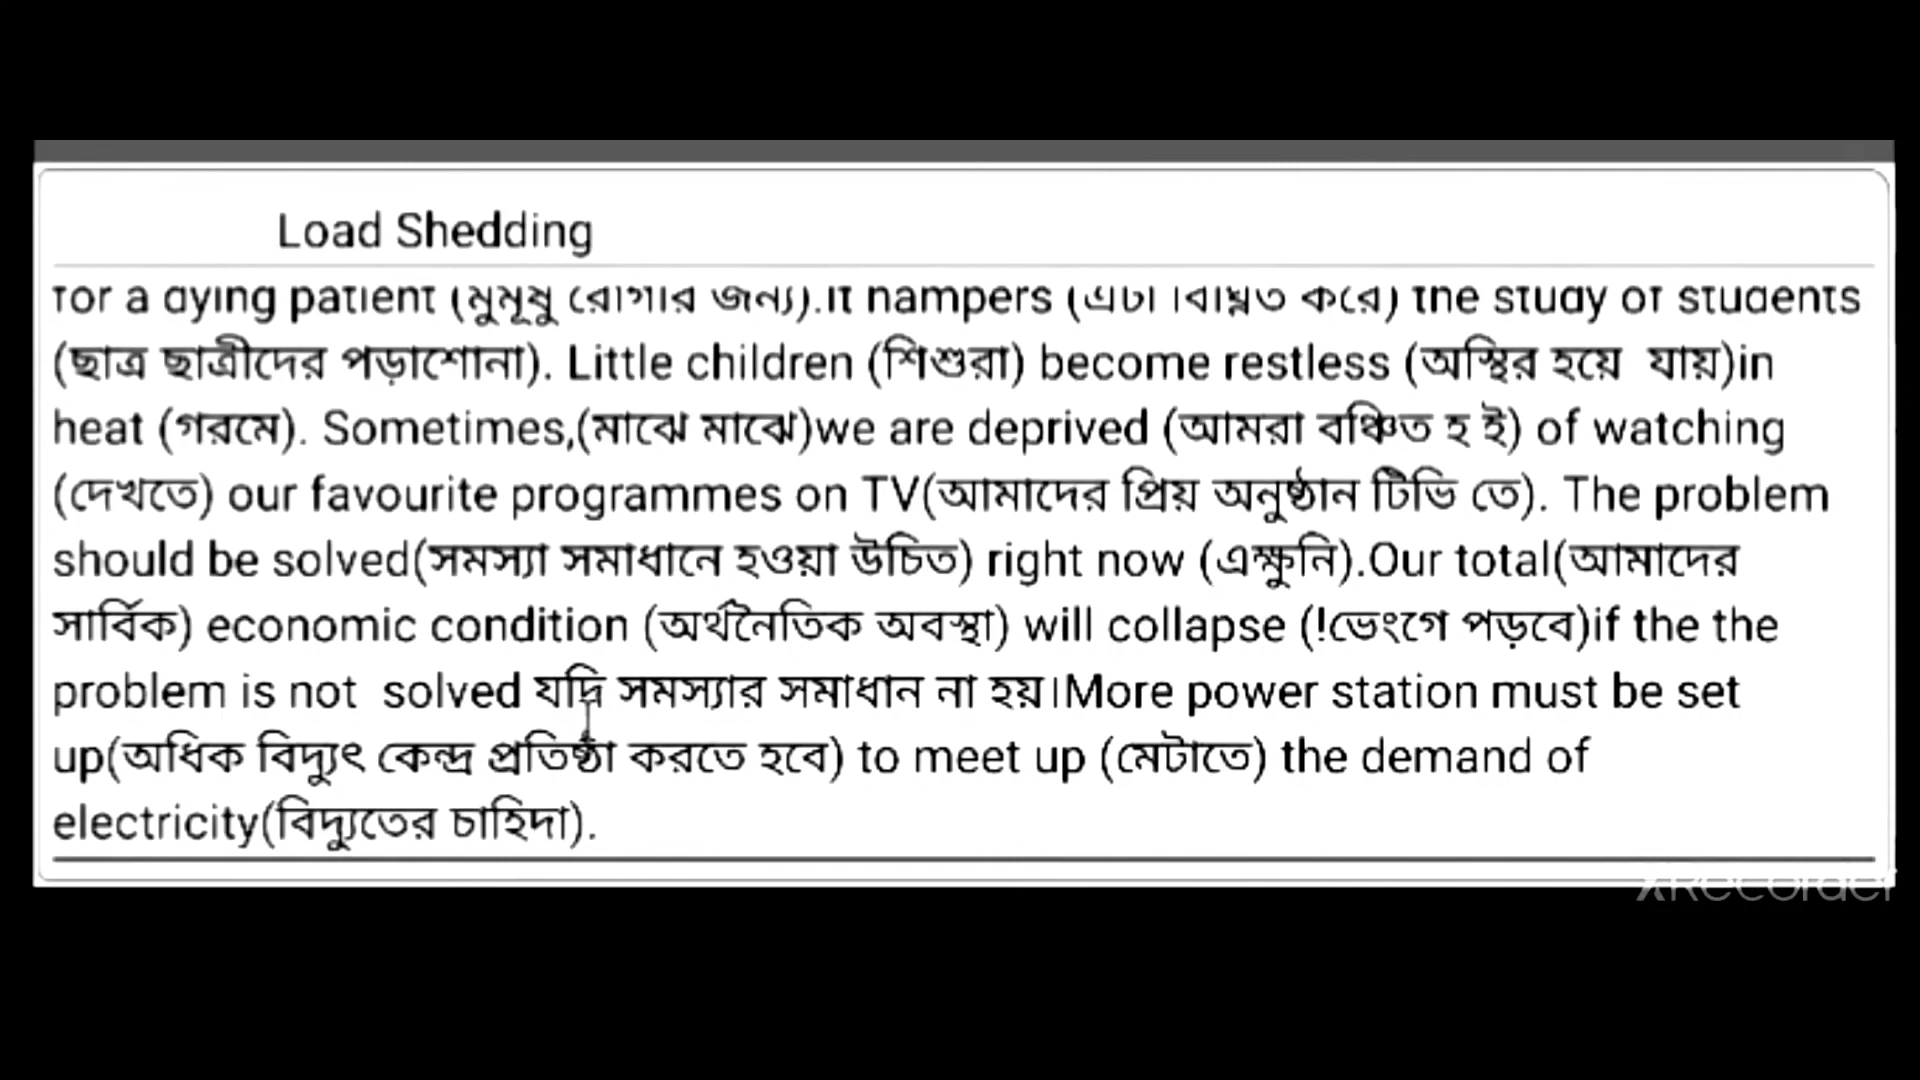 Load Shedding
for a dying patient (মুমূর্ষু রোগীর জন্য).It hampers (এটা বিঘ্নিত করে) the study of students
(ছাত্র ছাত্রীদের পড়াশোনা). Little children (শিশুরা) become restless (অস্থির হয়ে যায়)in
heat (গরমে). Sometimes,(মাঝে মাঝে)we are deprived (আমরা বঞ্চিত হ ই) of watching
(দেখতে) our favourite programmes on TV(আমাদের প্রিয় অনুষ্ঠান টিভি তে). The problem
should be solved(সমস্যা সমাধানে হওয়া উচিত) right now (এক্ষুনি).Our total(আমাদের
সার্বিক) economic condition (অর্থনৈতিক অবস্থা) will collapse (!ভেংগে পড়বে)if the the
problem is not solved যদি সমস্যার সমাধান না হয়।More power station must be set
up(অধিক বিদ্যুৎ কেন্দ্র প্রতিষ্ঠা করতে হবে) to meet up (মেটাতে) the demand of
electricity(বিদ্যুতের চাহিদা).
XRecorder